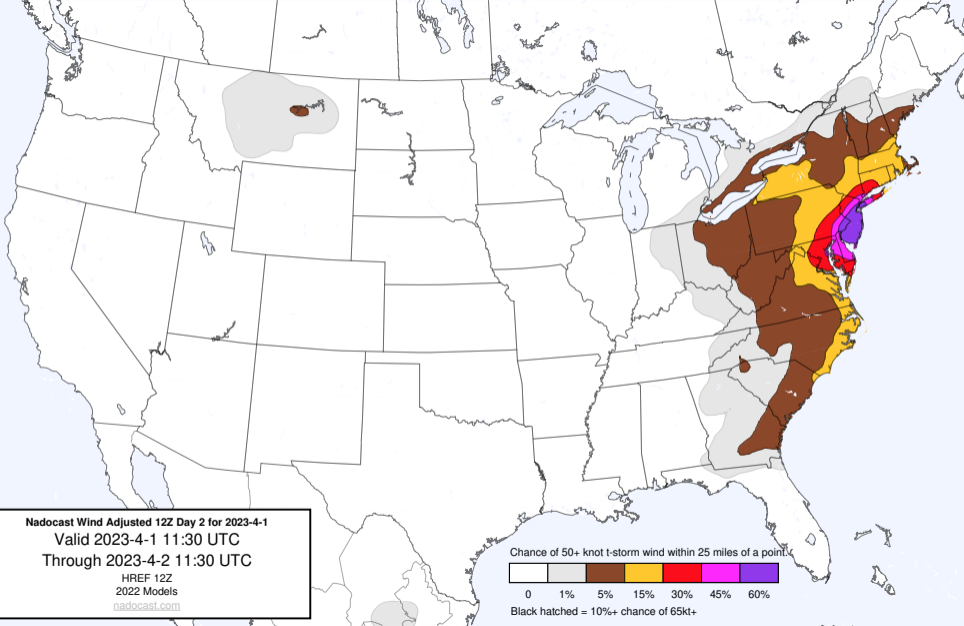 Nadocast Wind Adjusted 12Z Day 2 for 2023-4-1
Valid 2023-4-1 11:30 UTC
Through 2023-4-2 11:30 UTC
HREF 12Z
2022 Models
nadocast.com
Chance of 50+ knot t-storm wind within 25 miles of a point.
0 1% 5% 15% 30% 45% 60%
Black hatched = 10%+ chance of 65kt+